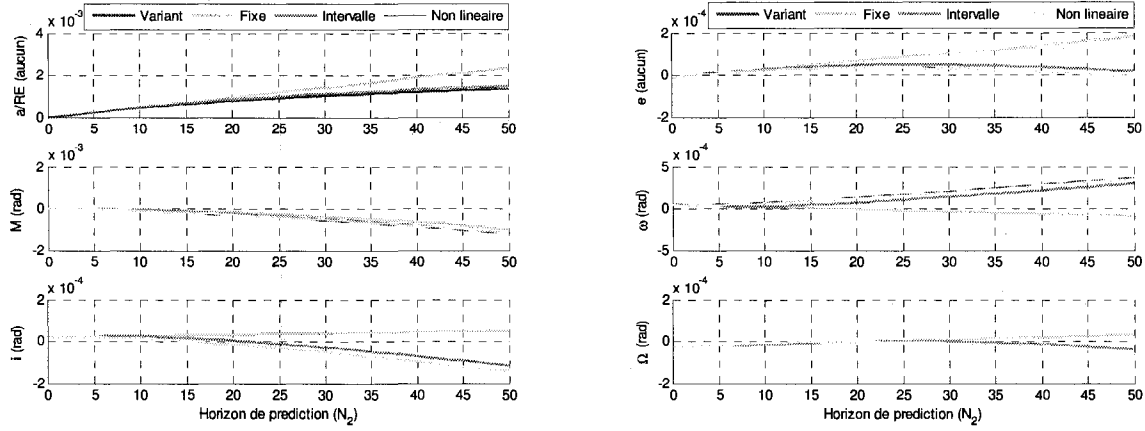 Variant Fixe Intervalle Non lineaire
x 10^-3
4
2
0
a/RE (aucun)
0 5 10 15 20 25 30 35 40 45 50
x 10^-3
2
0
-2
M (rad)
0 5 10 15 20 25 30 35 40 45 50
x 10^-4
2
0
-2
i (rad)
0 5 10 15 20 25 30 35 40 45 50
Horizon de prediction (N_2)
Variant Fixe Intervalle Non lineaire
x 10^-4
2
0
-2
e (aucun)
0 5 10 15 20 25 30 35 40 45 50
x 10^-4
5
0
-5
ω (rad)
0 5 10 15 20 25 30 35 40 45 50
x 10^-4
2
0
-2
Ω (rad)
0 5 10 15 20 25 30 35 40 45 50
Horizon de prediction (N_2)